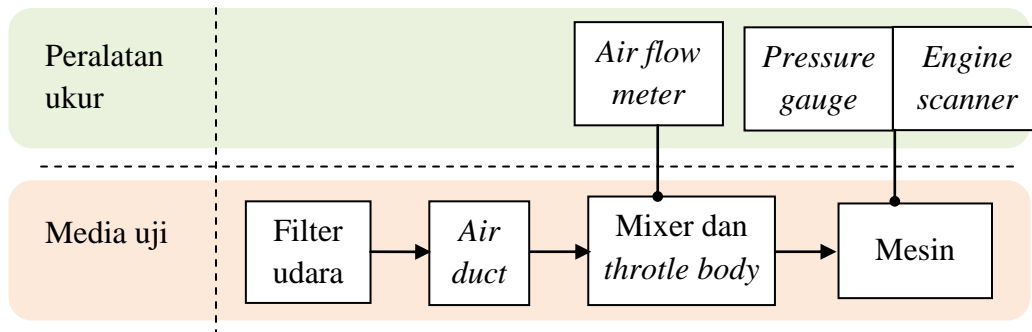 Peralatan
ukur
Air flow
meter
Pressure
gauge
Engine
scanner
Media uji
Filter
udara
Air
duct
Mixer dan
throtle body
Mesin